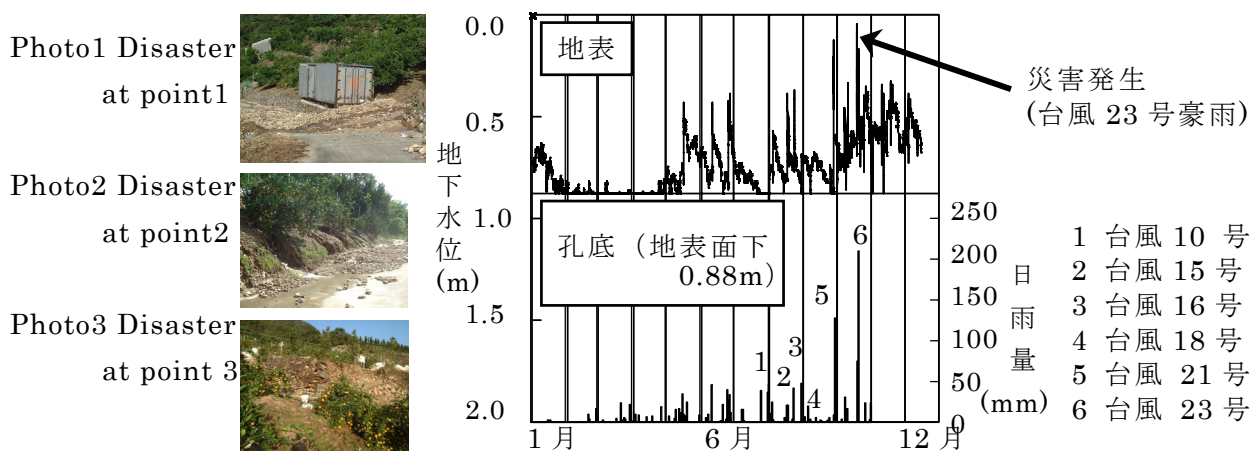 Photo1 Disaster
at point1
Photo2 Disaster
at point2
Photo3 Disaster
at point 3
地下水位
(m)
0.0
0.5
1.0
1.5
2.0
地表
孔底（地表面下
0.88m）
災害発生
(台風 23 号豪雨)
1
2
3
4
5
6
1 月
6 月
12 月
250
200
150
100
50
0
日雨量
(mm)
1 台風 10 号
2 台風 15 号
3 台風 16 号
4 台風 18 号
5 台風 21 号
6 台風 23 号